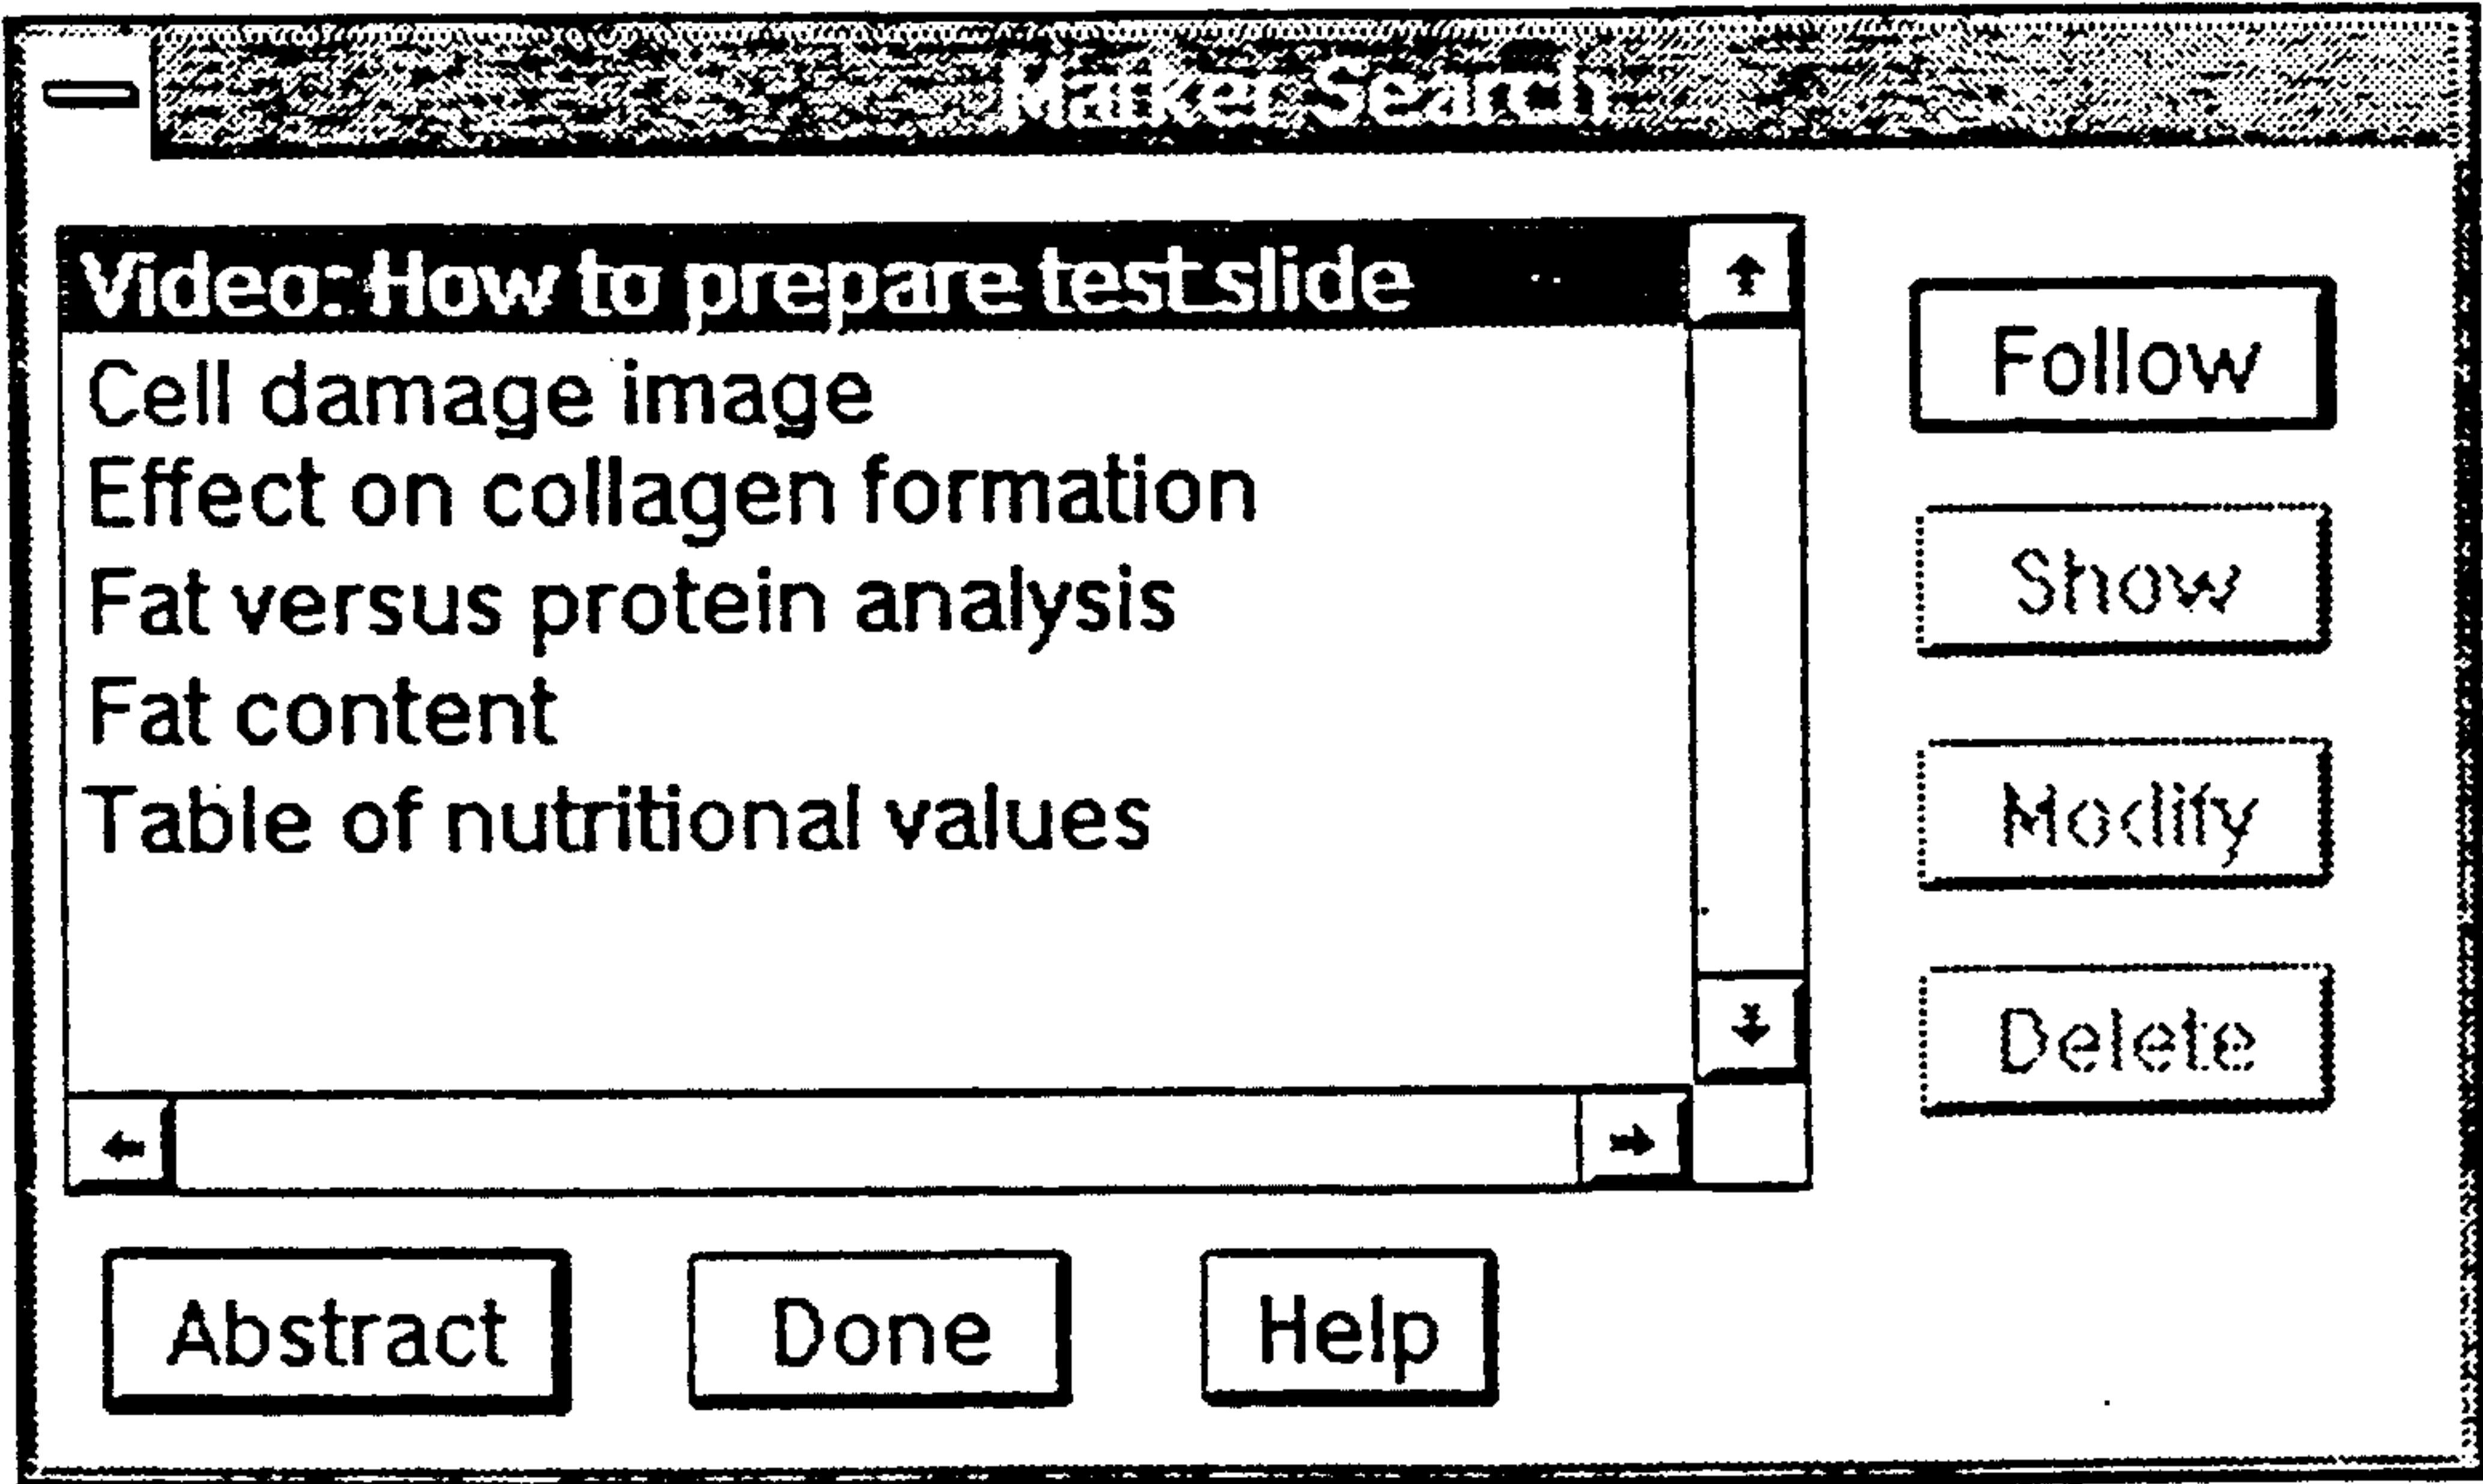 Marker Search
Video: How to prepare test slide
Cell damage image
Effect on collagen formation
Fat versus protein analysis
Fat content
Table of nutritional values
Follow
Show
Modify
Delete
Abstract
Done
Help